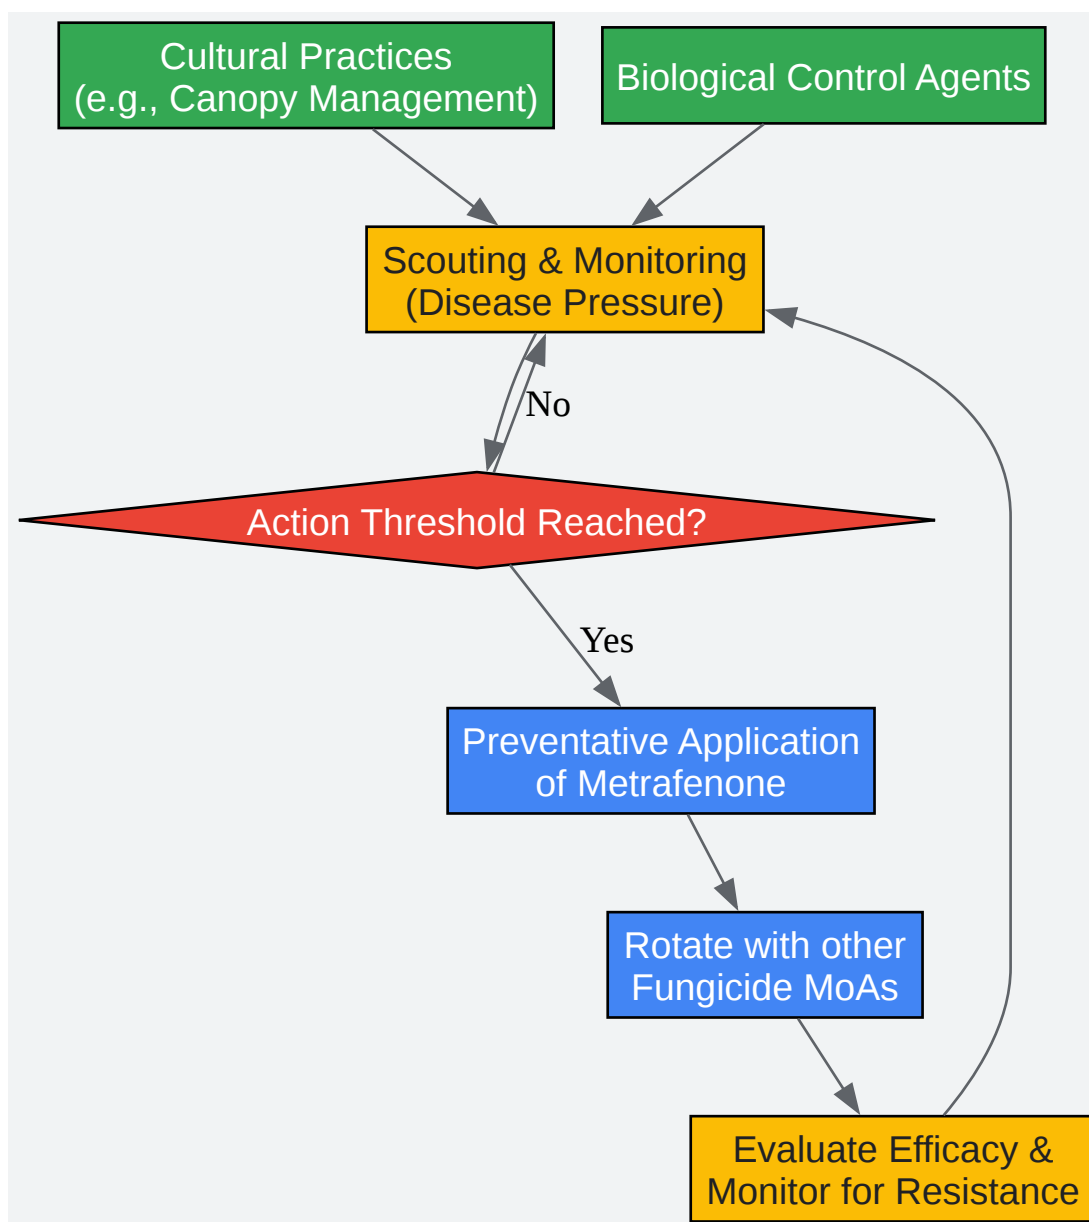 Cultural Practices
(e.g., Canopy Management)
Biological Control Agents
Scouting & Monitoring
(Disease Pressure)
No
Action Threshold Reached?
Yes
Preventative Application
of Metrafenone
Rotate with other
Fungicide MoAs
Evaluate Efficacy &
Monitor for Resistance